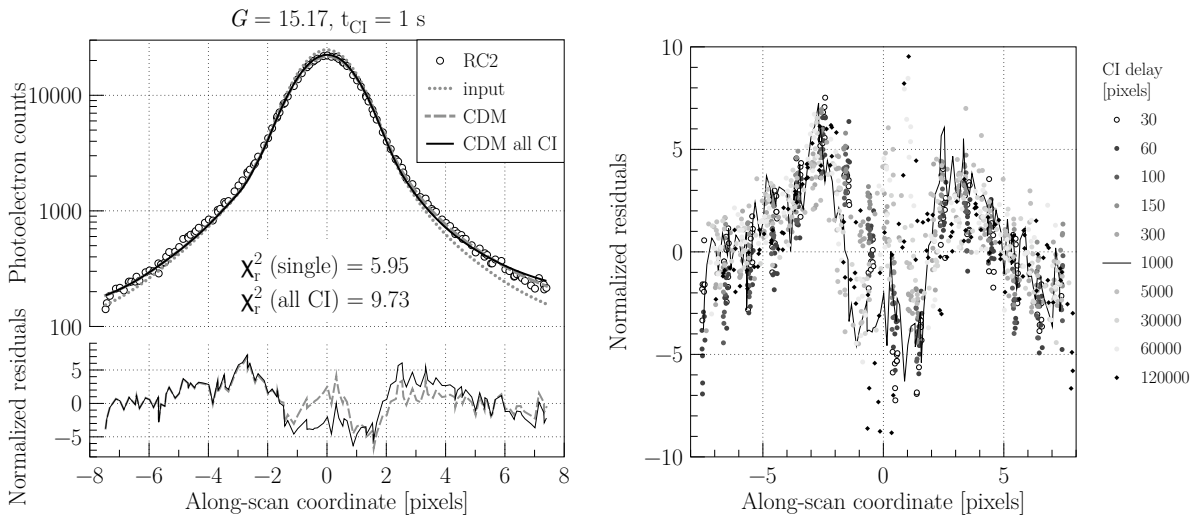 G = 15.17, t_CI = 1 s
RC2
input
CDM
CDM all CI
10000
1000
100
Photoelectron counts
χ_r^2 (single) = 5.95
χ_r^2 (all CI) = 9.73
5
0
−5
Normalized residuals
−8 −6 −4 −2 0 2 4 6 8
Along-scan coordinate [pixels]
10
5
0
−5
−10
Normalized residuals
−5 0 5
Along-scan coordinate [pixels]
CI delay
[pixels]
30
60
100
150
300
1000
5000
30000
60000
120000